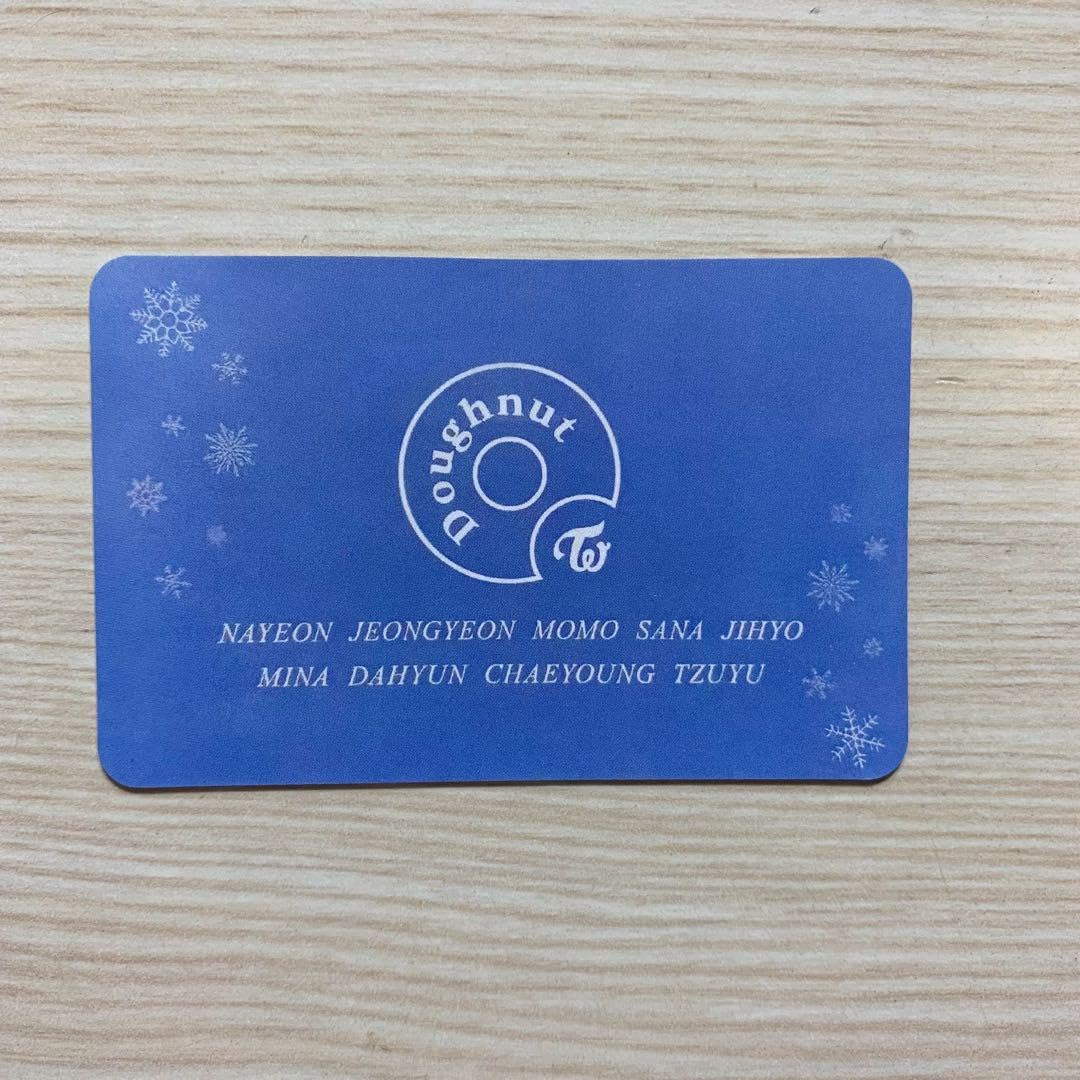 Doughnut
TW
NAYEON JEONGYEON MOMO SANA JIHYO
MINA DAHYUN CHAEYOUNG TZUYU